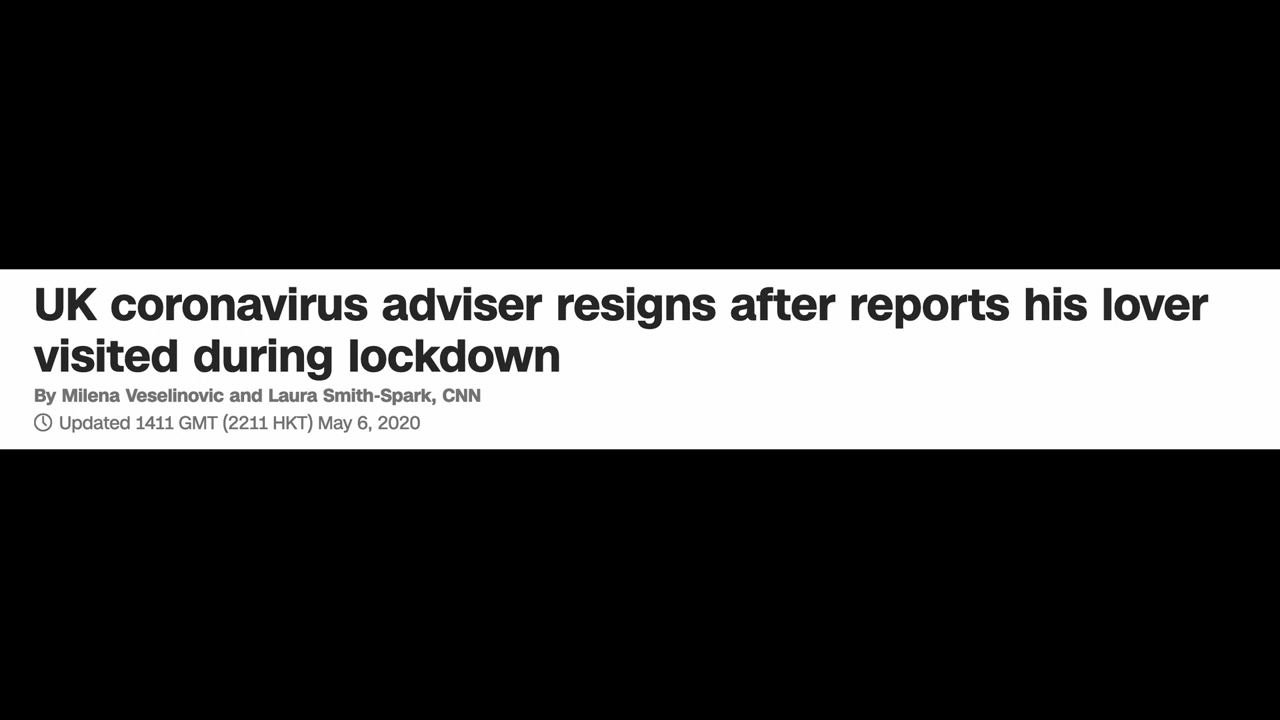 UK coronavirus adviser resigns after reports his lover
visited during lockdown
By Milena Veselinovic and Laura Smith-Spark, CNN
Updated 1411 GMT (2211 HKT) May 6, 2020